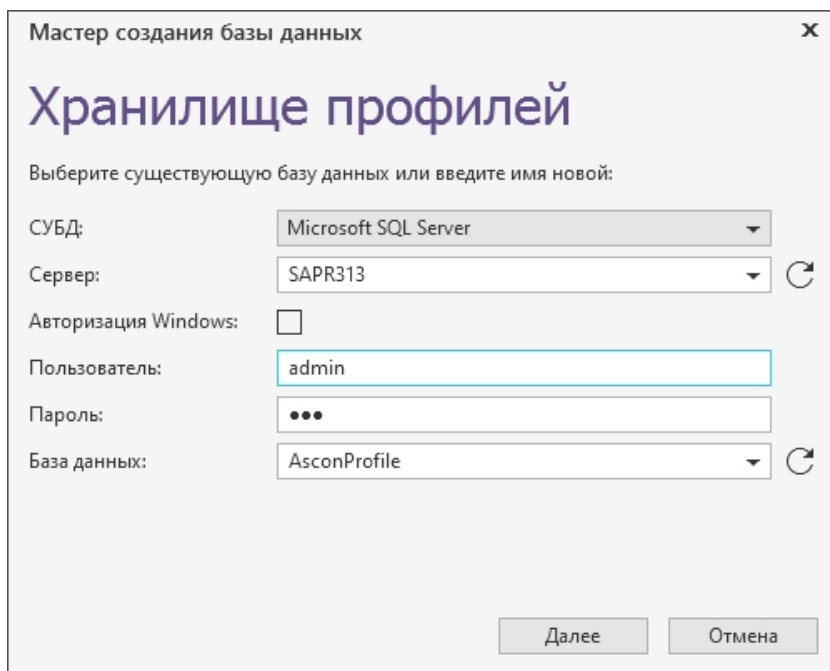 Мастер создания базы данных
Хранилище профилей
Выберите существующую базу данных или введите имя новой:
СУБД: Microsoft SQL Server
Сервер: SAPR313
Авторизация Windows:
Пользователь: admin
Пароль: •••
База данных: AsconProfile
Далее Отмена